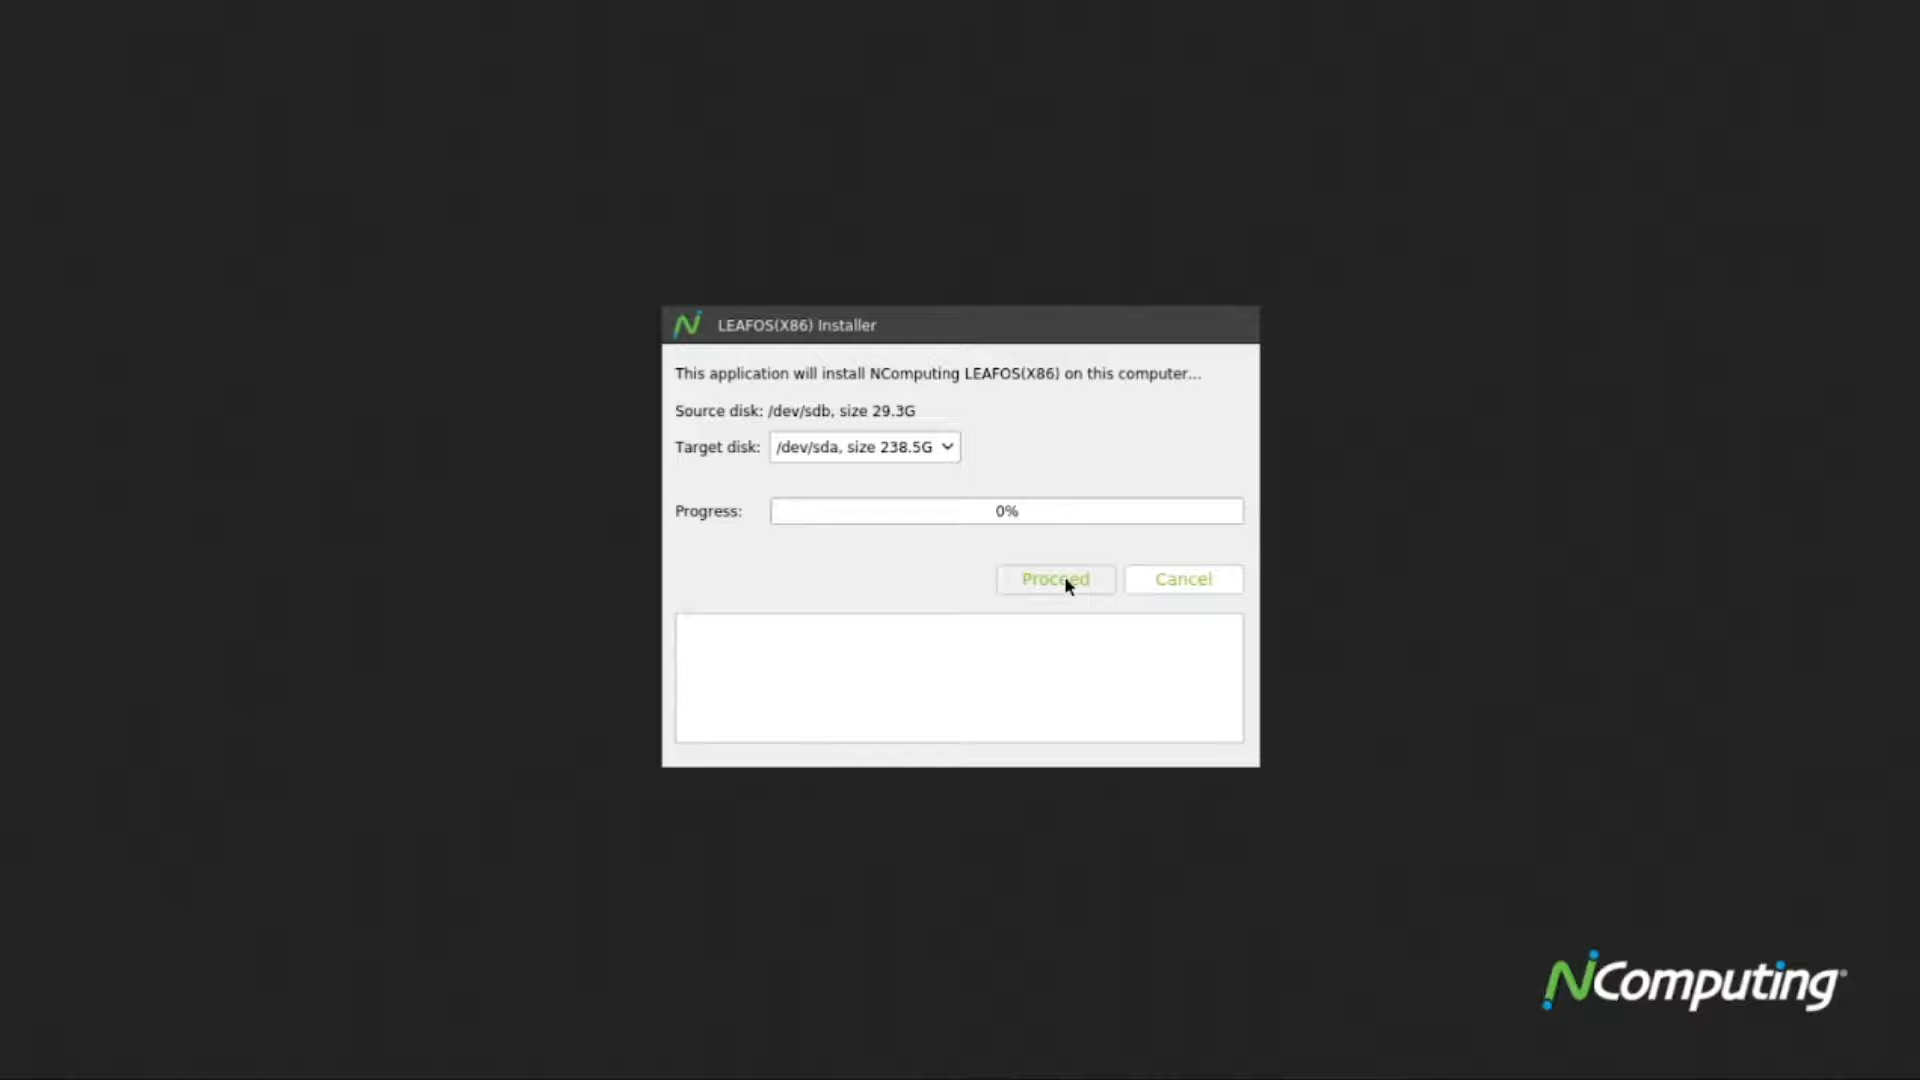 LEAFOS(X86) Installer
This application will install NComputing LEAFOS(X86) on this computer...
Source disk: /dev/sdb, size 29.3G
Target disk: /dev/sda, size 238.5G
Progress: 0%
Proceed Cancel
NComputing